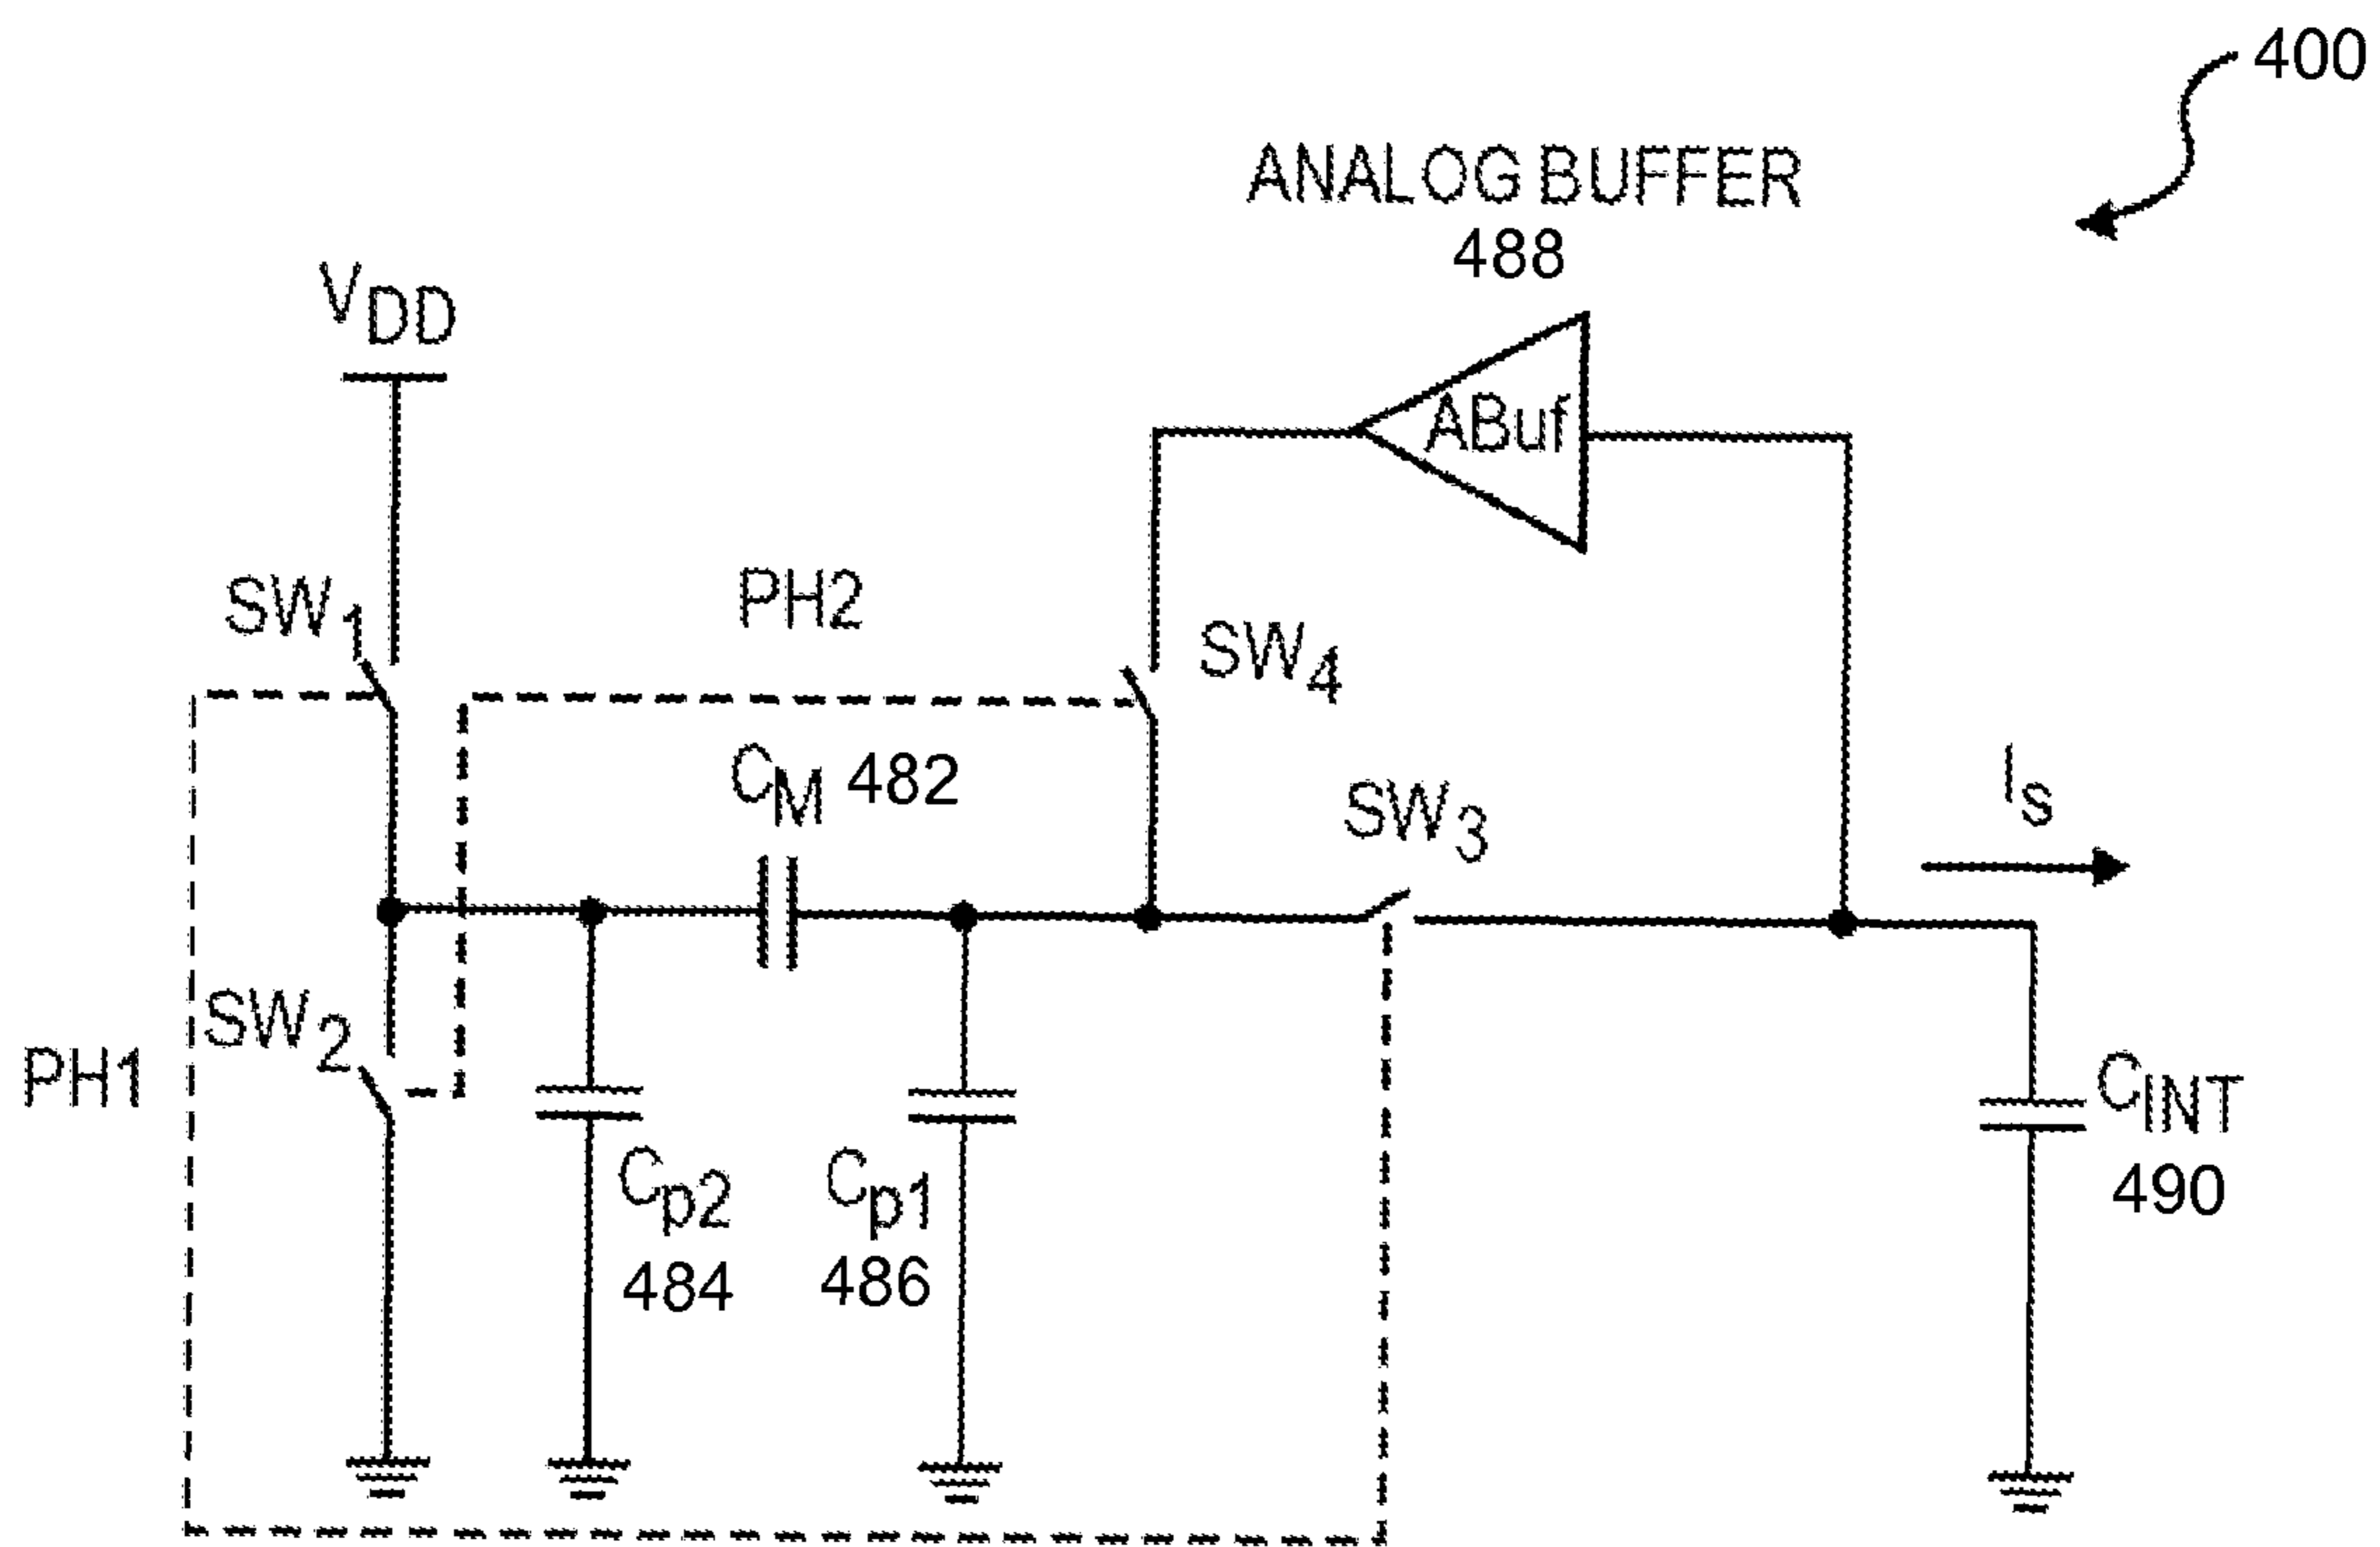 400
ANALOG BUFFER
488
VDD
ABuf
SW1
PH2
SW4
CM 482
SW3
IS
SW2
PH1
CINT
490
Cp2
484
Cp1
486